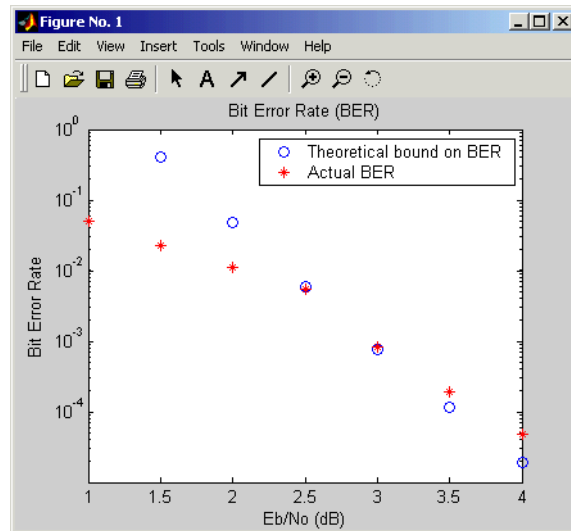 Figure No. 1
File Edit View Insert Tools Window Help
A
Bit Error Rate (BER)
Theoretical bound on BER
Actual BER
Bit Error Rate
10^0
10^-1
10^-2
10^-3
10^-4
1 1.5 2 2.5 3 3.5 4
Eb/No (dB)